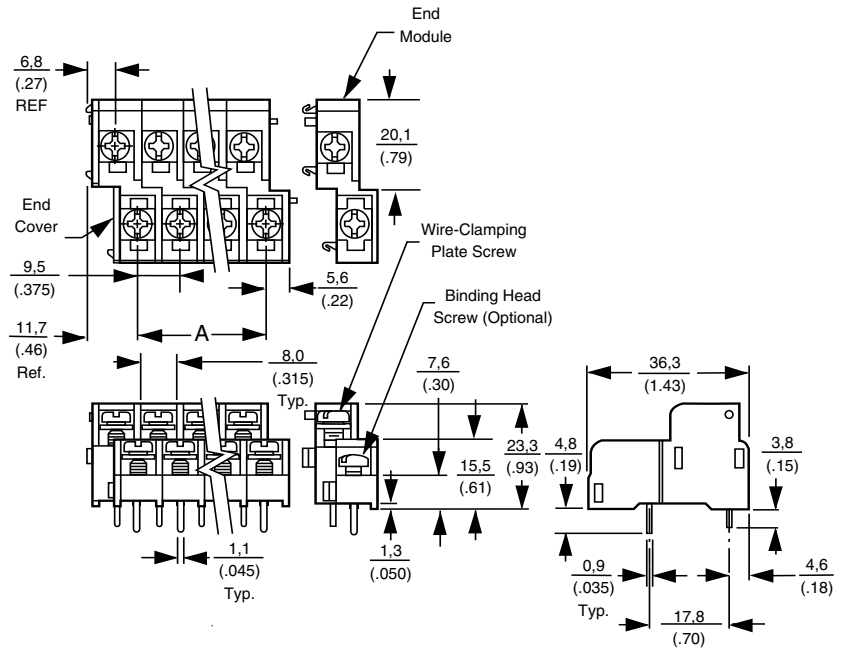 End
Module
6,8
(.27)
REF
20,1
(.79)
End
Cover
Wire-Clamping
Plate Screw
9,5
(.375)
5,6
(.22)
Binding Head
Screw (Optional)
11,7
(.46)
Ref.
A
8,0
(.315)
Typ.
7,6
(.30)
36,3
(1.43)
23,3
(.93)
4,8
(.19)
3,8
(.15)
15,5
(.61)
1,1
(.045)
Typ.
1,3
(.050)
0,9
(.035)
Typ.
4,6
(.18)
17,8
(.70)